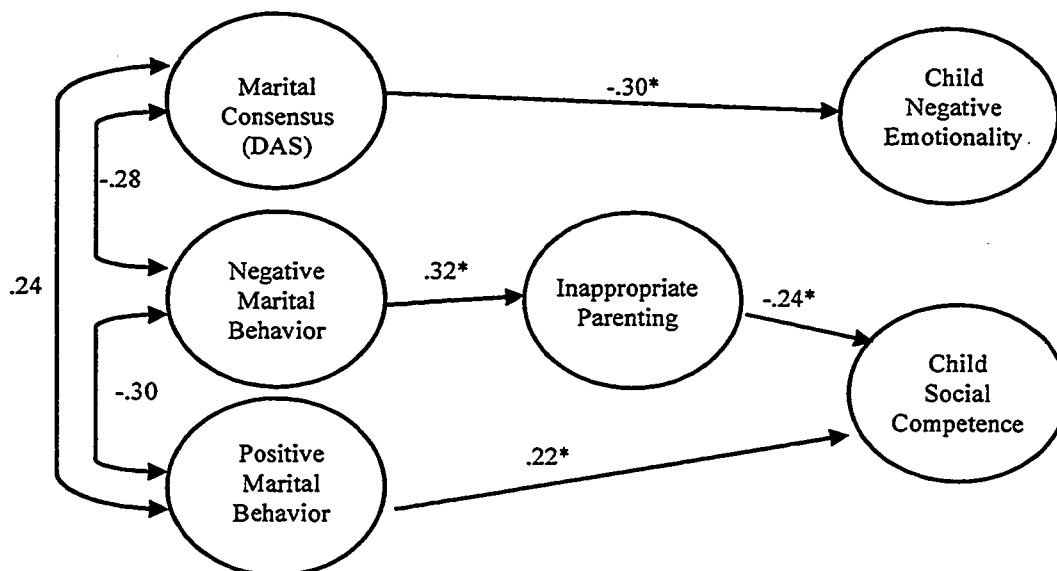 Marital
Consensus
(DAS)
-.30*
Child
Negative
Emotionality
-.28
.24
Negative
Marital
Behavior
.32*
Inappropriate
Parenting
-.24*
Child
Social
Competence
-.30
Positive
Marital
Behavior
.22*